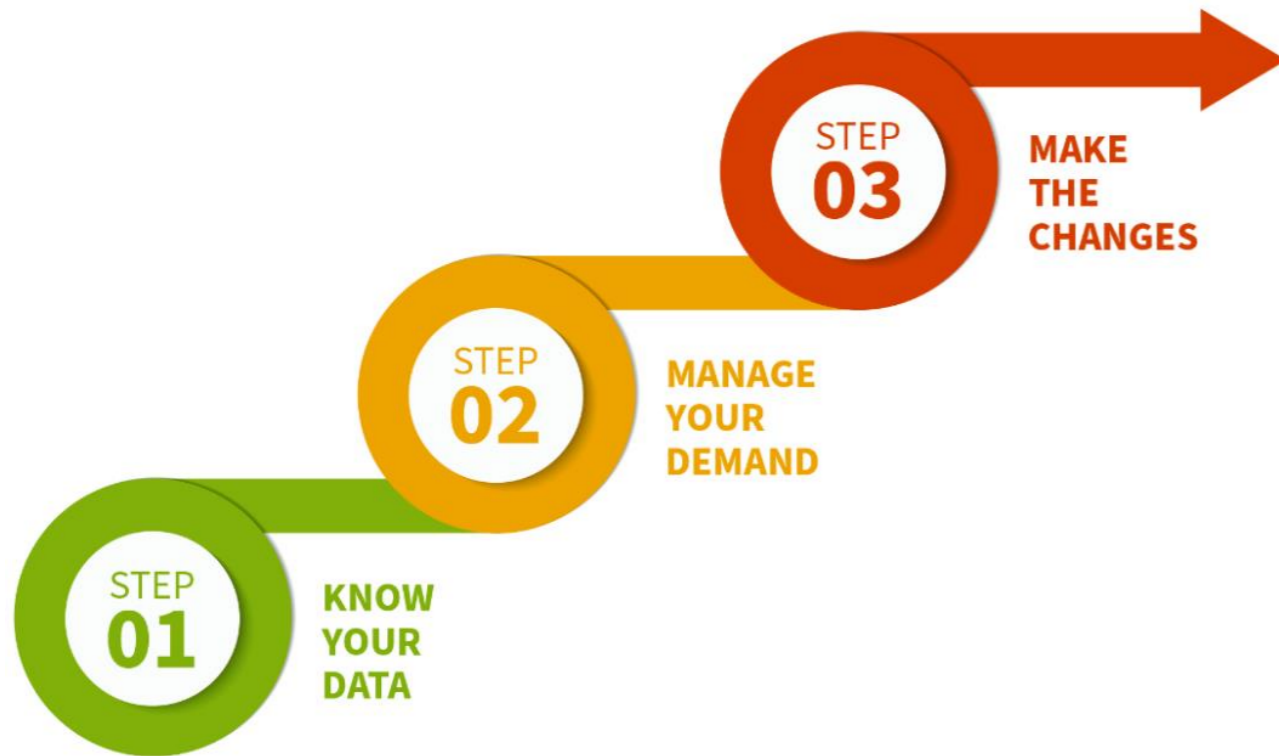 STEP
01
KNOW
YOUR
DATA
STEP
02
MANAGE
YOUR
DEMAND
STEP
03
MAKE
THE
CHANGES